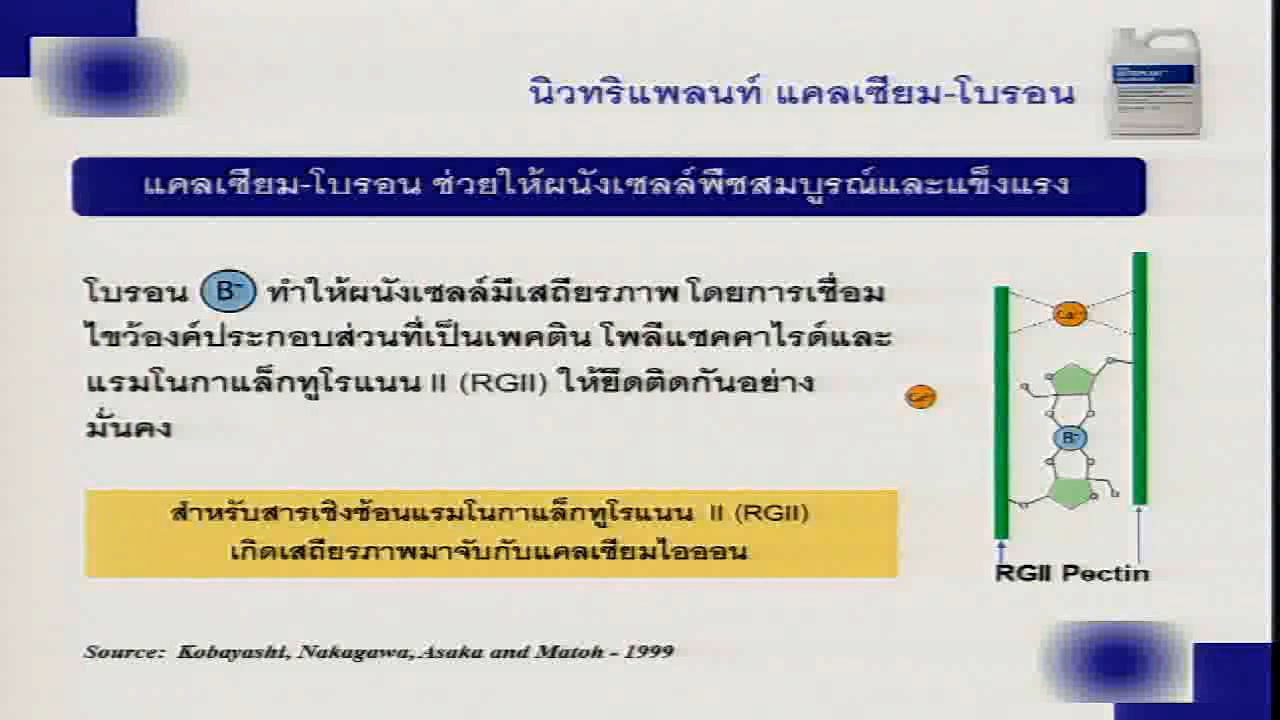 นิวทริแพลนท์ แคลเซียม-โบรอน
แคลเซียม-โบรอน ช่วยให้ผนังเซลล์พืชสมบูรณ์และแข็งแรง
โบรอน B⁻ ทำให้ผนังเซลล์มีเสถียรภาพ โดยการเชื่อม
ไขว้องค์ประกอบส่วนที่เป็นเพคติน โพลีแซคคาไรด์และ
แรมโนกาแล็กทูโรแนน II (RGII) ให้ยึดติดกันอย่าง
มั่นคง
Ca⁺⁺
Ca⁺⁺
B⁻
RGII Pectin
สำหรับสารเชิงซ้อนแรมโนกาแล็กทูโรแนน II (RGII)
เกิดเสถียรภาพมาจับกับแคลเซียมไอออน
Source: Kobayashi, Nakagawa, Asaka and Matoh - 1999